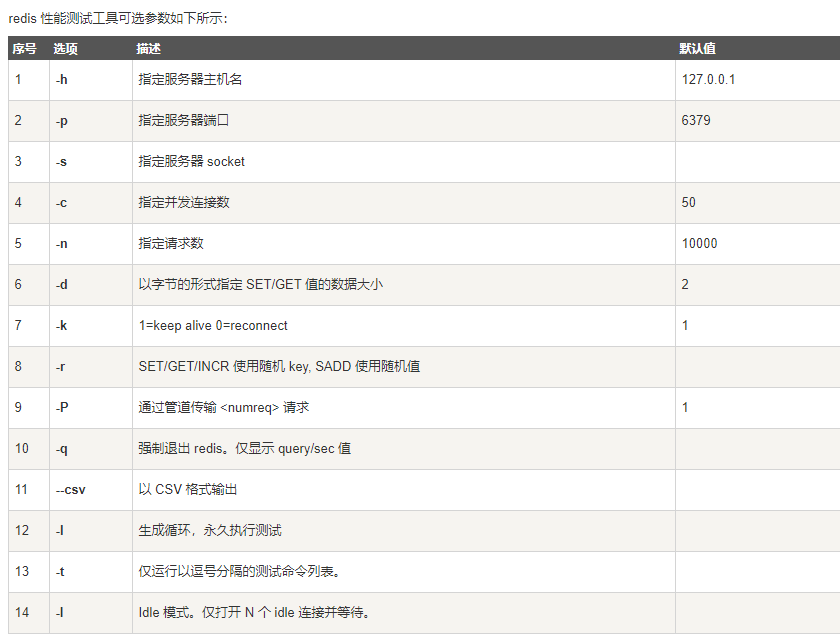 redis 性能测试工具可选参数如下所示：
序号 选项 描述 默认值
1 -h 指定服务器主机名 127.0.0.1
2 -p 指定服务器端口 6379
3 -s 指定服务器 socket
4 -c 指定并发连接数 50
5 -n 指定请求数 10000
6 -d 以字节的形式指定 SET/GET 值的数据大小 2
7 -k 1=keep alive 0=reconnect 1
8 -r SET/GET/INCR 使用随机 key, SADD 使用随机值
9 -P 通过管道传输 <numreq> 请求 1
10 -q 强制退出 redis。仅显示 query/sec 值
11 --csv 以 CSV 格式输出
12 -l 生成循环，永久执行测试
13 -t 仅运行以逗号分隔的测试命令列表。
14 -I Idle 模式。仅打开 N 个 idle 连接并等待。